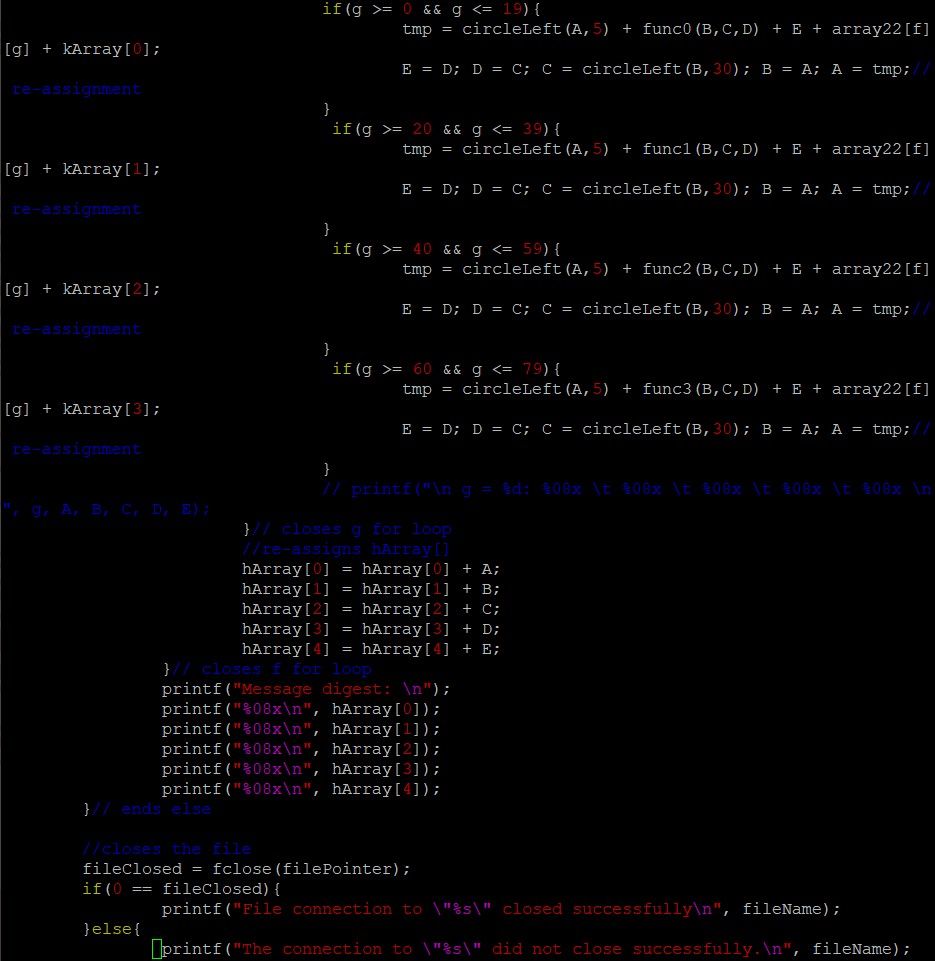 if(g >= 0 && g <= 19){
tmp = circleLeft(A,5) + func0(B,C,D) + E + array22[f]
[g] + kArray[0];
E = D; D = C; C = circleLeft(B,30); B = A; A = tmp;//
re-assignment
}
if(g >= 20 && g <= 39){
tmp = circleLeft(A,5) + func1(B,C,D) + E + array22[f]
[g] + kArray[1];
E = D; D = C; C = circleLeft(B,30); B = A; A = tmp;//
re-assignment
}
if(g >= 40 && g <= 59){
tmp = circleLeft(A,5) + func2(B,C,D) + E + array22[f]
[g] + kArray[2];
E = D; D = C; C = circleLeft(B,30); B = A; A = tmp;//
re-assignment
}
if(g >= 60 && g <= 79){
tmp = circleLeft(A,5) + func3(B,C,D) + E + array22[f]
[g] + kArray[3];
E = D; D = C; C = circleLeft(B,30); B = A; A = tmp;//
re-assignment
}
// printf("\n g = %d: %08x \t %08x \t %08x \t %08x \t %08x \n
", g, A, B, C, D, E);
}// closes g for loop
//re-assigns hArray[]
hArray[0] = hArray[0] + A;
hArray[1] = hArray[1] + B;
hArray[2] = hArray[2] + C;
hArray[3] = hArray[3] + D;
hArray[4] = hArray[4] + E;
}// closes f for loop
printf("Message digest: \n");
printf("%08x\n", hArray[0]);
printf("%08x\n", hArray[1]);
printf("%08x\n", hArray[2]);
printf("%08x\n", hArray[3]);
printf("%08x\n", hArray[4]);
}// ends else
//closes the file
fileClosed = fclose(filePointer);
if(0 == fileClosed){
printf("File connection to \"%s\" closed successfully\n", fileName);
}else{
printf("The connection to \"%s\" did not close successfully.\n", fileName);